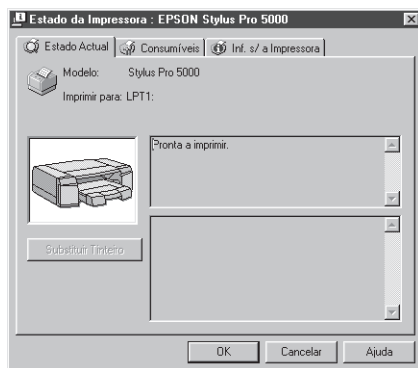 Estado da Impressora : EPSON Stylus Pro 5000
Estado Actual
Consumíveis
Inf. s/ a Impressora
Modelo: Stylus Pro 5000
Imprimir para: LPT1:
Pronta a imprimir.
Substituir Tinteiro
OK
Cancelar
Ajuda